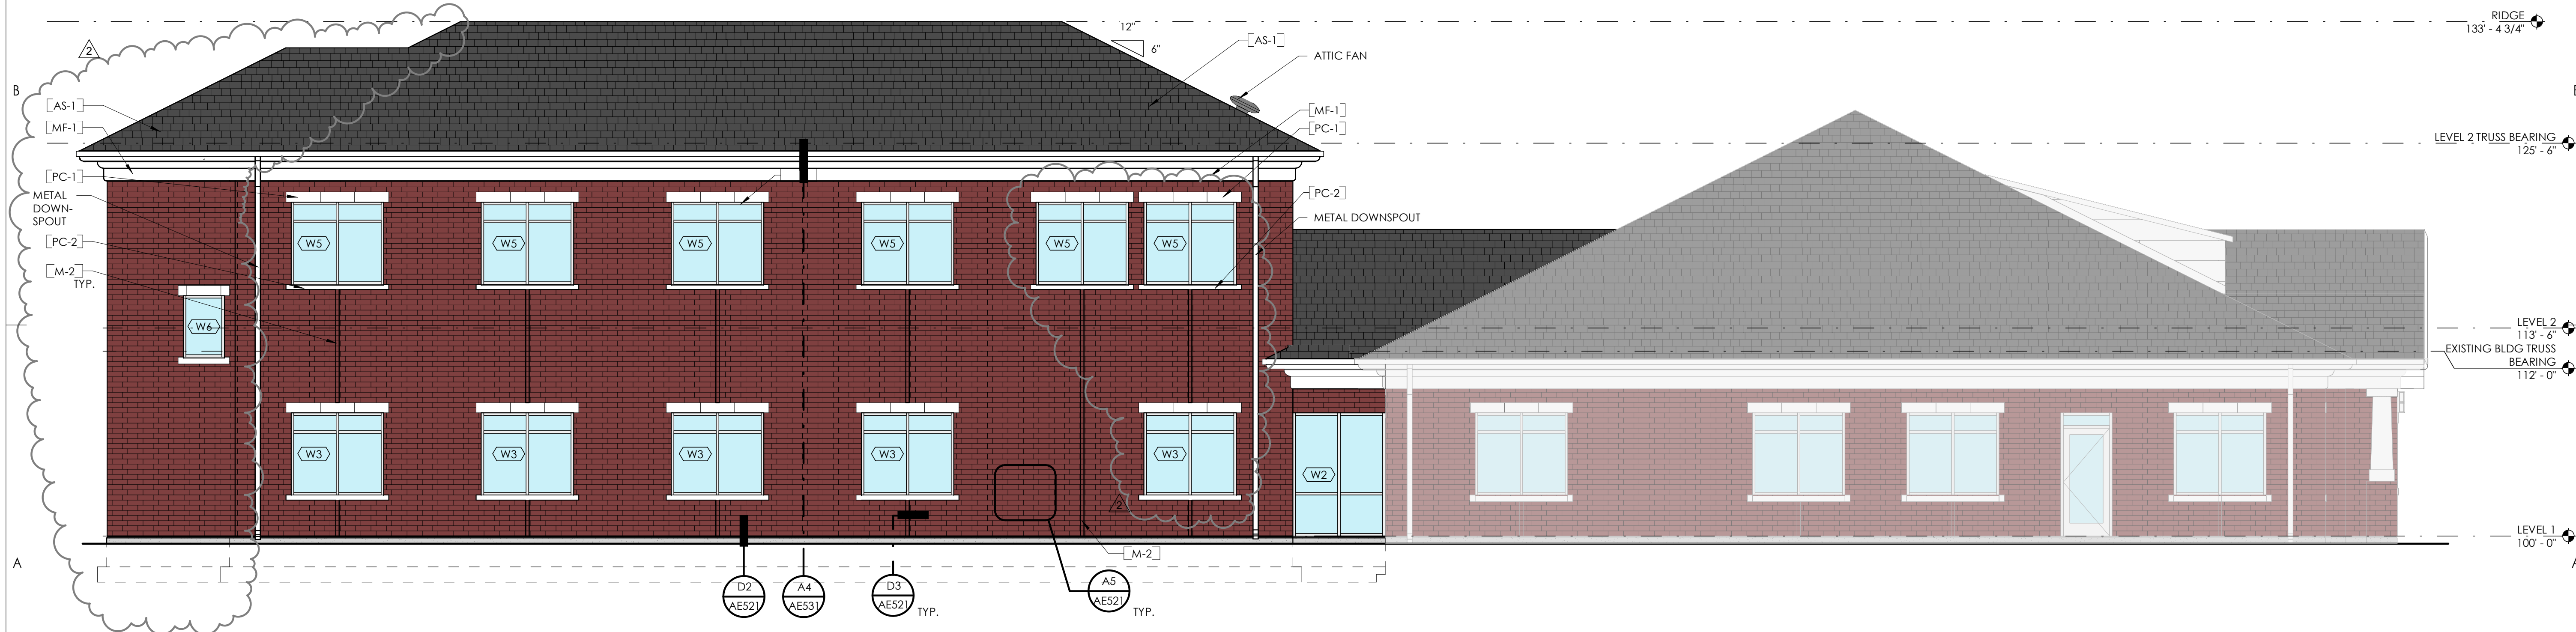 RIDGE
133' - 4 3/4"
12"
6"
[AS-1]
ATTIC FAN
2
B
[AS-1]
[MF-1]
[MF-1]
[PC-1]
LEVEL 2 TRUSS BEARING
125' - 6"
[PC-1]
METAL
DOWN-
SPOUT
[PC-2]
METAL DOWNSPOUT
[PC-2]
[M-2]
TYP.
W5
W5
W5
W5
W5
W5
W6
LEVEL 2
113' - 6"
EXISTING BLDG TRUSS
BEARING
112' - 0"
W3
W3
W3
W3
W3
W2
2
LEVEL 1
100' - 0"
[M-2]
A
D2
AE521
A4
AE531
D3
AE521
TYP.
A5
AE521
TYP.